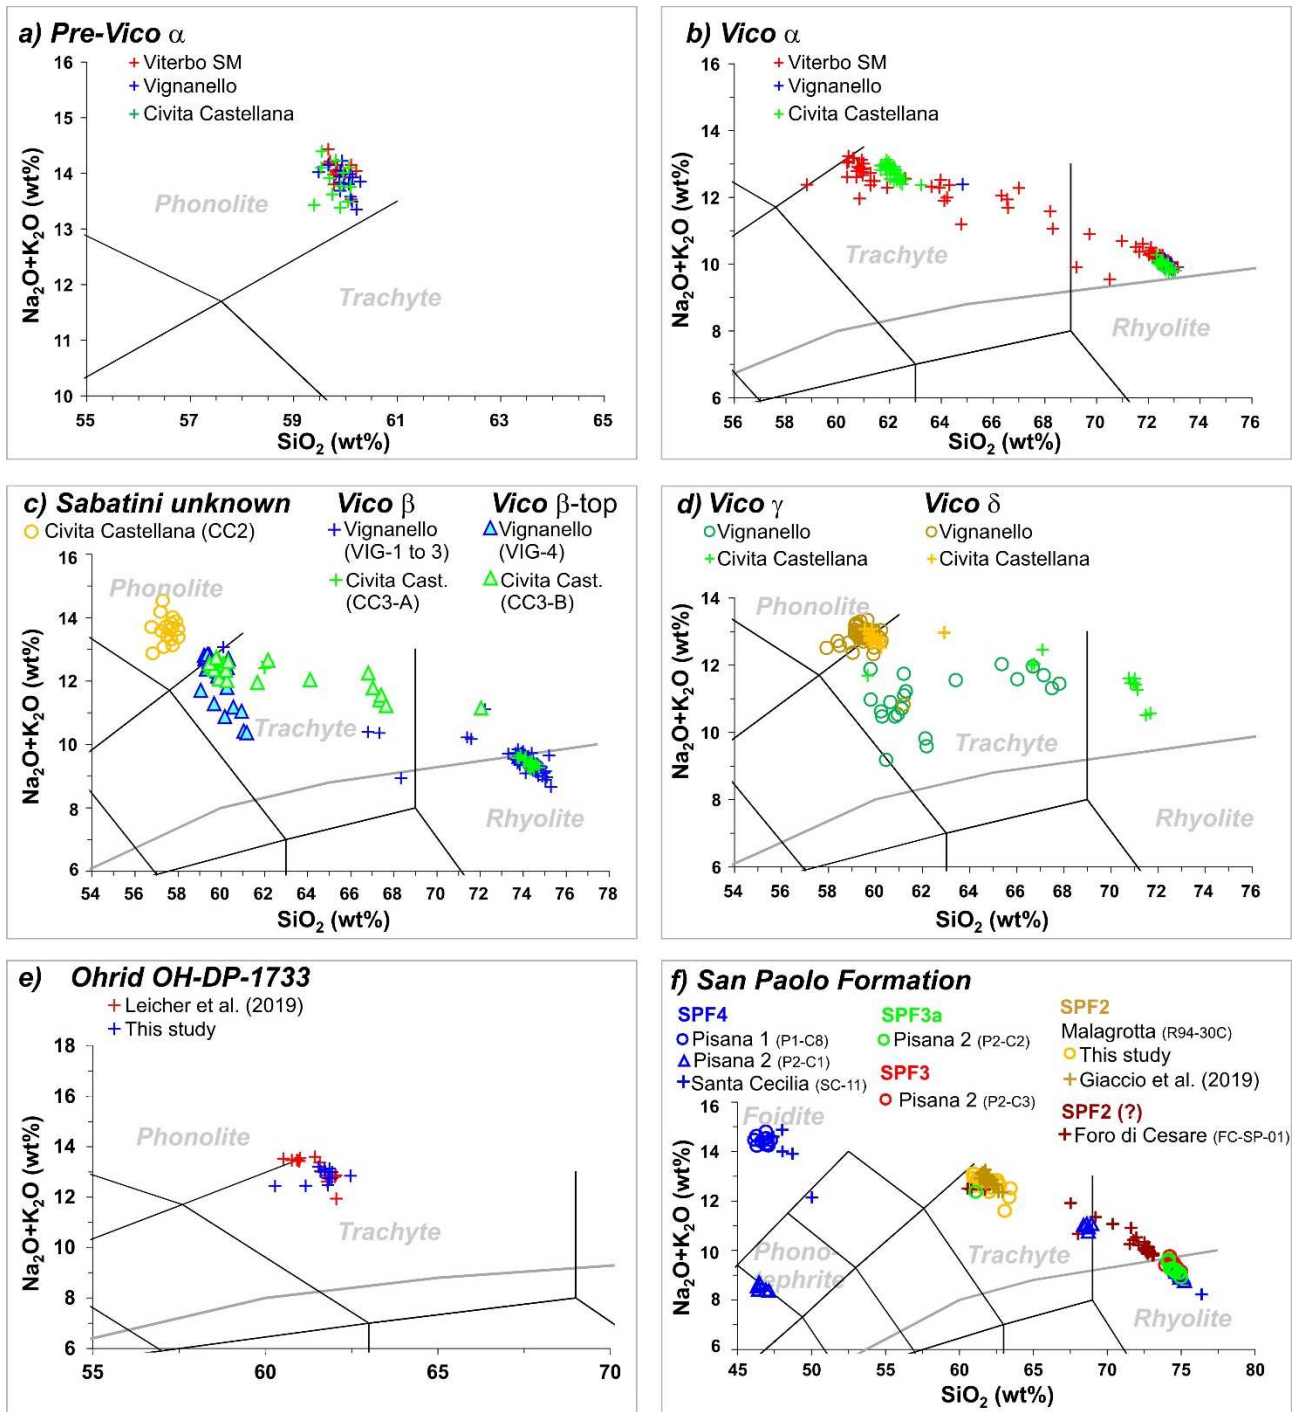 a) Pre-Vico α
Viterbo SM
Vignanello
Civita Castellana
16
15
14
13
12
11
10
Na2O+K2O (wt%)
Phonolite
Trachyte
55 57 59 61 63 65
SiO2 (wt%)
b) Vico α
Viterbo SM
Vignanello
Civita Castellana
16
14
12
10
8
6
Na2O+K2O (wt%)
Trachyte
Rhyolite
56 58 60 62 64 66 68 70 72 74 76
SiO2 (wt%)
c) Sabatini unknown Vico β Vico β-top
Civita Castellana (CC2)
Vignanello
(VIG-1 to 3)
Civita Cast.
(CC3-A)
Vignanello
(VIG-4)
Civita Cast.
(CC3-B)
16
14
12
10
8
6
Na2O+K2O (wt%)
Phonolite
Trachyte
Rhyolite
54 56 58 60 62 64 66 68 70 72 74 76 78
SiO2 (wt%)
d) Vico γ Vico δ
Vignanello
Civita Castellana
Vignanello
Civita Castellana
14
12
10
8
6
Na2O+K2O (wt%)
Phonolite
Trachyte
Rhyolite
54 56 58 60 62 64 66 68 70 72 74 76
SiO2 (wt%)
e) Ohrid OH-DP-1733
Leicher et al. (2019)
This study
18
16
14
12
10
8
6
Na2O+K2O (wt%)
Phonolite
Trachyte
55 60 65 70
f) San Paolo Formation
SPF4
Pisana 1 (P1-C8)
Pisana 2 (P2-C1)
Santa Cecilia (SC-11)
SPF3a
Pisana 2 (P2-C2)
SPF3
Pisana 2 (P2-C3)
SPF2
Malagrotta (R94-30C)
This study
Giaccio et al. (2019)
SPF2 (?)
Foro di Cesare (FC-SP-01)
16
14
12
10
8
6
Na2O+K2O (wt%)
Foidite
Phono-
tephrite
Trachyte
Rhyolite
45 50 55 60 65 70 75 80
SiO2 (wt%)